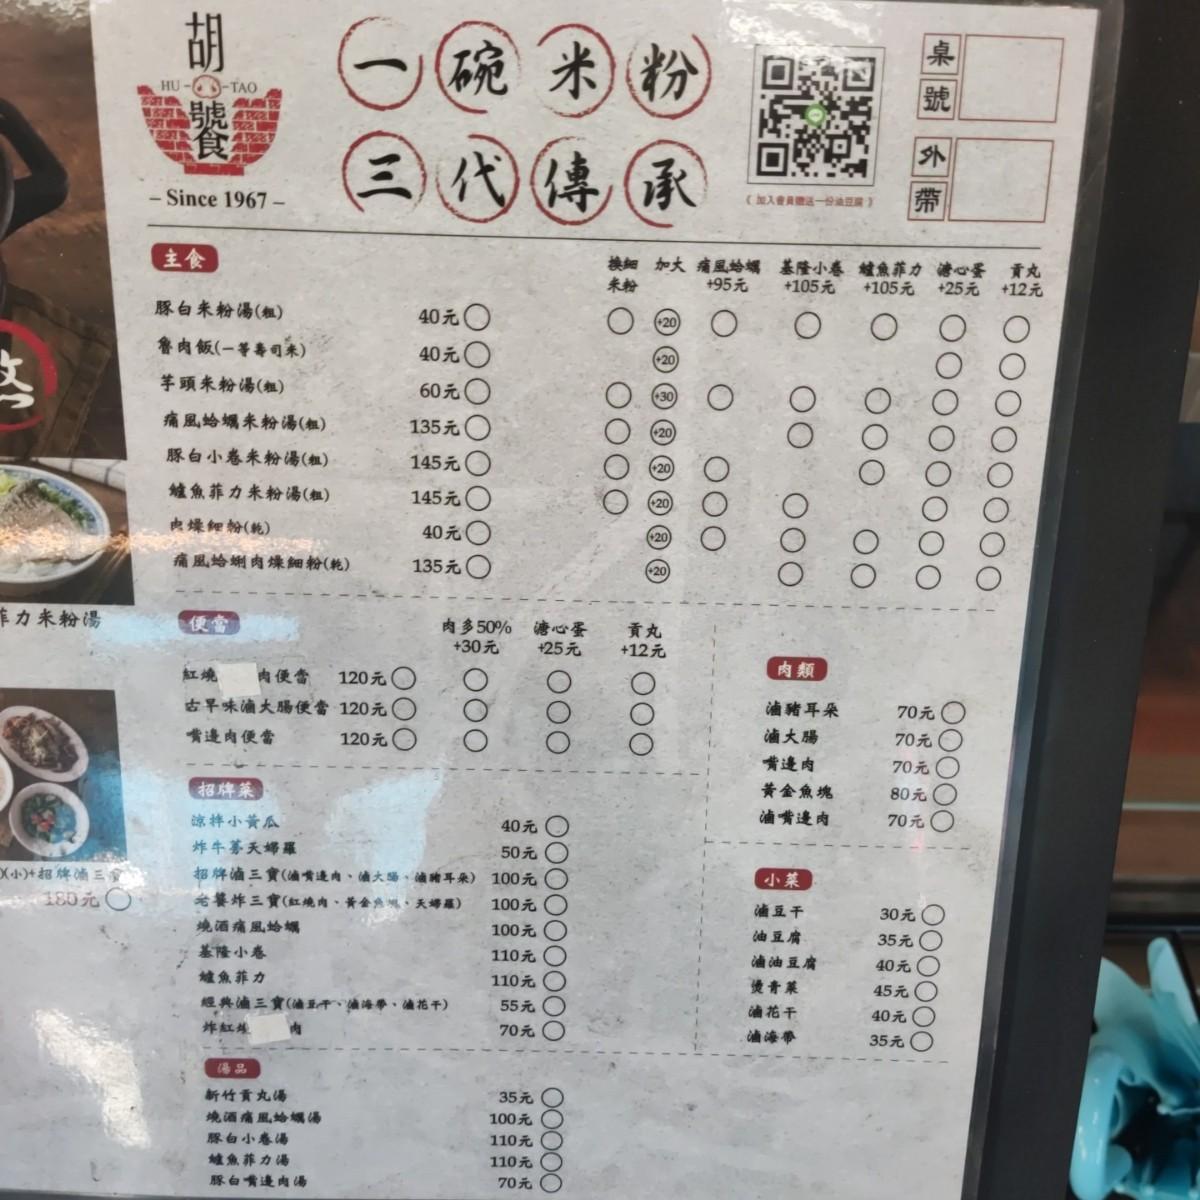 胡
HU - TAO
號食
- Since 1967 -
一碗米粉
三代傳承
《 加入會員贈送一份油豆腐 》
桌號
外帶
主食
換細米粉 加大 痛風蛤蠣+95元 基隆小卷+105元 鱸魚菲力+105元 溏心蛋+25元 貢丸+12元
豚白米粉湯(粗) 40元 +20
魯肉飯(一等壽司米) 40元 +20
芋頭米粉湯(粗) 60元 +30
痛風蛤蠣米粉湯(粗) 135元 +20
豚白小卷米粉湯(粗) 145元 +20
鱸魚菲力米粉湯(粗) 145元 +20
肉燥細粉(乾) 40元 +20
痛風蛤蜊肉燥細粉(乾) 135元 +20
便當
肉多50%+30元 溏心蛋+25元 貢丸+12元
紅燒 肉便當 120元
古早味滷大腸便當 120元
嘴邊肉便當 120元
招牌菜
涼拌小黃瓜 40元
炸牛蒡天婦羅 50元
招牌滷三寶(滷嘴邊肉、滷大腸、滷豬耳朵) 100元
老饕炸三寶(紅燒肉、黃金魚塊、天婦羅) 100元
燒酒痛風蛤蠣 100元
基隆小卷 110元
鱸魚菲力 110元
經典滷三寶(滷豆干、滷海帶、滷花干) 55元
炸紅燒 肉 70元
湯品
新竹貢丸湯 35元
燒酒痛風蛤蠣湯 100元
豚白小卷湯 110元
鱸魚菲力湯 110元
豚白嘴邊肉湯 70元
肉類
滷豬耳朵 70元
滷大腸 70元
嘴邊肉 70元
黃金魚塊 80元
滷嘴邊肉 70元
小菜
滷豆干 30元
油豆腐 35元
滷油豆腐 40元
燙青菜 45元
滷花干 40元
滷海帶 35元
菲力米粉湯
(小)+招牌滷三寶
180元